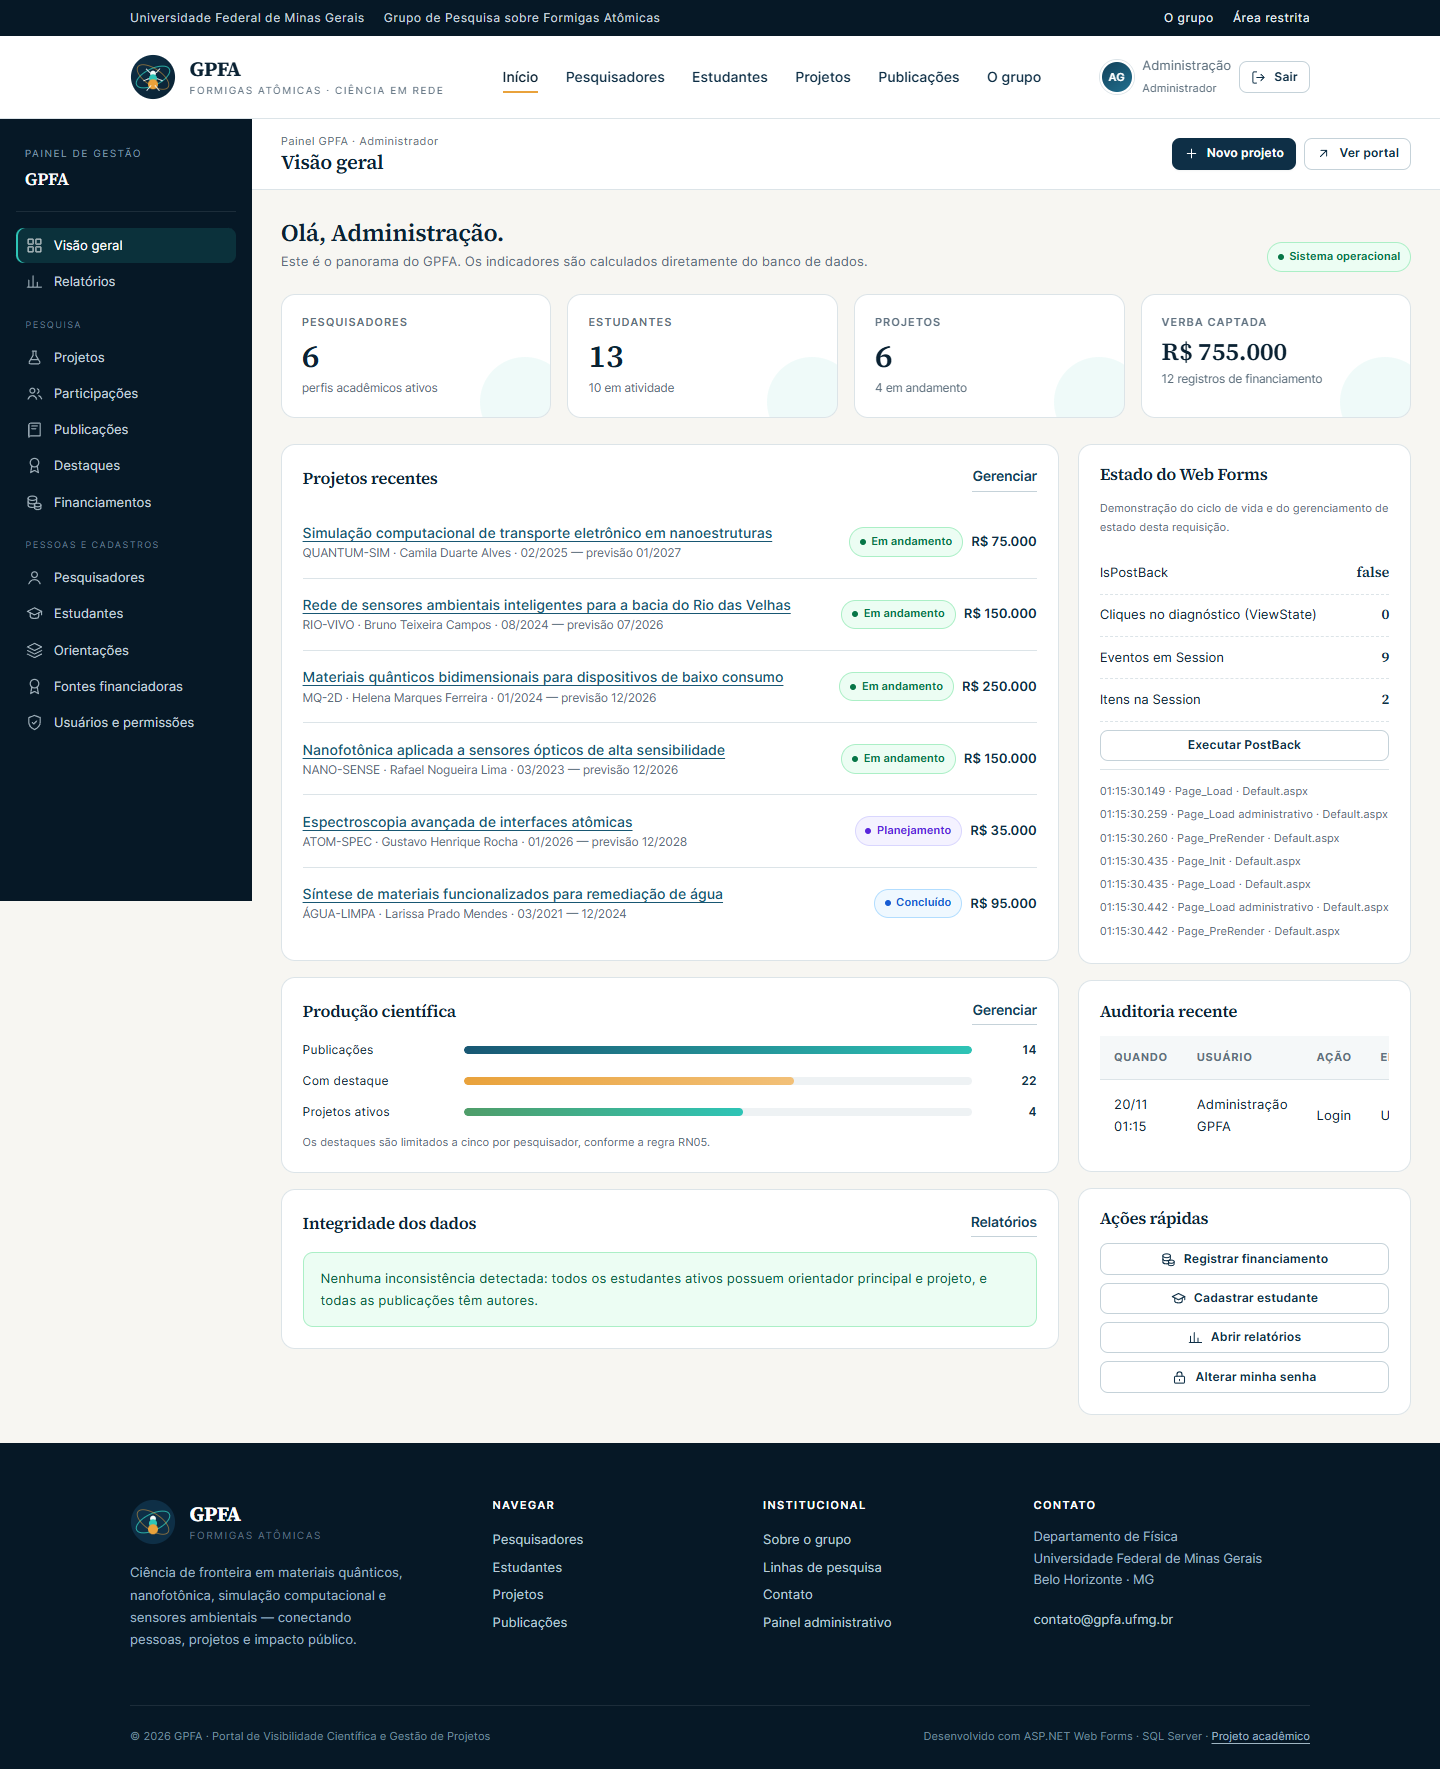 Universidade Federal de Minas Gerais Grupo de Pesquisa sobre Formigas Atômicas O grupo Área restrita
GPFA
FORMIGAS ATÔMICAS · CIÊNCIA EM REDE
Início Pesquisadores Estudantes Projetos Publicações O grupo
AG
Administração
Administrador
Sair
PAINEL DE GESTÃO
GPFA
Visão geral
Relatórios
PESQUISA
Projetos
Participações
Publicações
Destaques
Financiamentos
PESSOAS E CADASTROS
Pesquisadores
Estudantes
Orientações
Fontes financiadoras
Usuários e permissões
Painel GPFA · Administrador
Visão geral
Novo projeto
Ver portal
Olá, Administração.
Este é o panorama do GPFA. Os indicadores são calculados diretamente do banco de dados.
Sistema operacional
PESQUISADORES
6
perfis acadêmicos ativos
ESTUDANTES
13
10 em atividade
PROJETOS
6
4 em andamento
VERBA CAPTADA
R$ 755.000
12 registros de financiamento
Projetos recentes
Gerenciar
Simulação computacional de transporte eletrônico em nanoestruturas
QUANTUM-SIM · Camila Duarte Alves · 02/2025 — previsão 01/2027
Em andamento R$ 75.000
Rede de sensores ambientais inteligentes para a bacia do Rio das Velhas
RIO-VIVO · Bruno Teixeira Campos · 08/2024 — previsão 07/2026
Em andamento R$ 150.000
Materiais quânticos bidimensionais para dispositivos de baixo consumo
MQ-2D · Helena Marques Ferreira · 01/2024 — previsão 12/2026
Em andamento R$ 250.000
Nanofotônica aplicada a sensores ópticos de alta sensibilidade
NANO-SENSE · Rafael Nogueira Lima · 03/2023 — previsão 12/2026
Em andamento R$ 150.000
Espectroscopia avançada de interfaces atômicas
ATOM-SPEC · Gustavo Henrique Rocha · 01/2026 — previsão 12/2028
Planejamento R$ 35.000
Síntese de materiais funcionalizados para remediação de água
ÁGUA-LIMPA · Larissa Prado Mendes · 03/2021 — 12/2024
Concluído R$ 95.000
Produção científica
Gerenciar
Publicações 14
Com destaque 22
Projetos ativos 4
Os destaques são limitados a cinco por pesquisador, conforme a regra RN05.
Integridade dos dados
Relatórios
Nenhuma inconsistência detectada: todos os estudantes ativos possuem orientador principal e projeto, e
todas as publicações têm autores.
Estado do Web Forms
Demonstração do ciclo de vida e do gerenciamento de
estado desta requisição.
IsPostBack false
Cliques no diagnóstico (ViewState) 0
Eventos em Session 9
Itens na Session 2
Executar PostBack
01:15:30.149 · Page_Load · Default.aspx
01:15:30.259 · Page_Load administrativo · Default.aspx
01:15:30.260 · Page_PreRender · Default.aspx
01:15:30.435 · Page_Init · Default.aspx
01:15:30.435 · Page_Load · Default.aspx
01:15:30.442 · Page_Load administrativo · Default.aspx
01:15:30.442 · Page_PreRender · Default.aspx
Auditoria recente
QUANDO USUÁRIO AÇÃO
20/11
01:15
Administração
GPFA
Login
U
Ações rápidas
Registrar financiamento
Cadastrar estudante
Abrir relatórios
Alterar minha senha
GPFA
FORMIGAS ATÔMICAS
Ciência de fronteira em materiais quânticos,
nanofotônica, simulação computacional e
sensores ambientais — conectando
pessoas, projetos e impacto público.
NAVEGAR
Pesquisadores
Estudantes
Projetos
Publicações
INSTITUCIONAL
Sobre o grupo
Linhas de pesquisa
Contato
Painel administrativo
CONTATO
Departamento de Física
Universidade Federal de Minas Gerais
Belo Horizonte · MG
contato@gpfa.ufmg.br
© 2026 GPFA · Portal de Visibilidade Científica e Gestão de Projetos
Desenvolvido com ASP.NET Web Forms · SQL Server · Projeto acadêmico